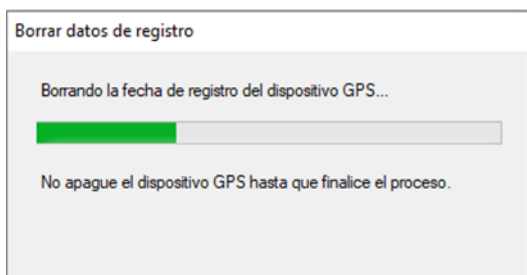 Borrar datos de registro
Borrando la fecha de registro del dispositivo GPS...
No apague el dispositivo GPS hasta que finalice el proceso.